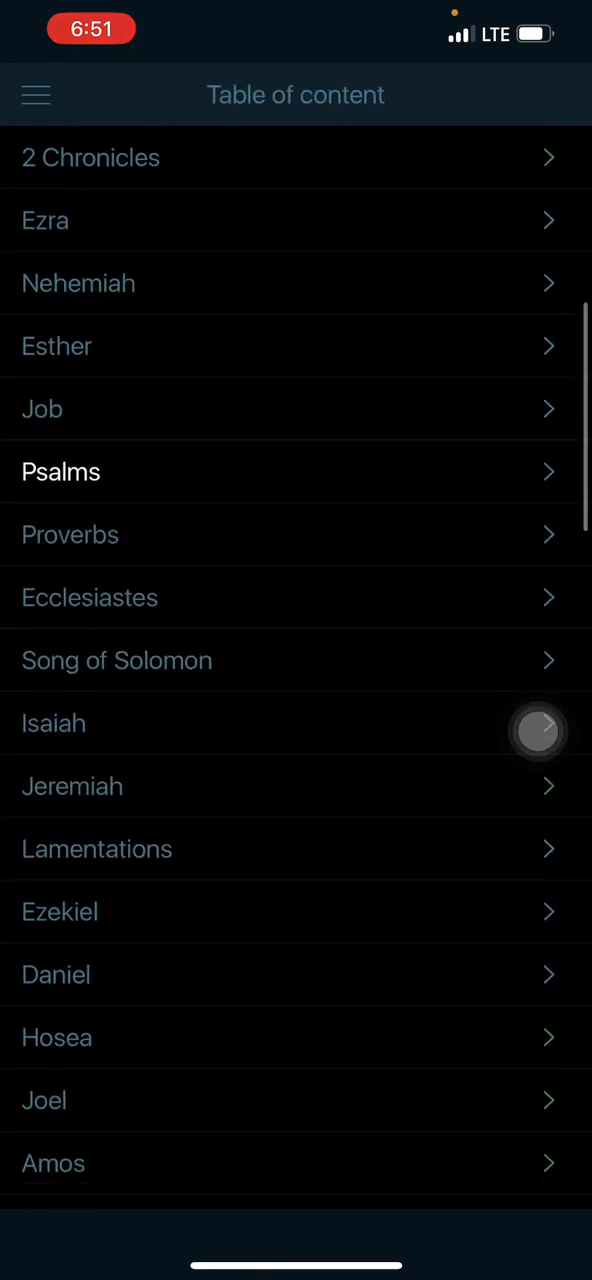 6:51
LTE
Table of content
2 Chronicles
Ezra
Nehemiah
Esther
Job
Psalms
Proverbs
Ecclesiastes
Song of Solomon
Isaiah
Jeremiah
Lamentations
Ezekiel
Daniel
Hosea
Joel
Amos